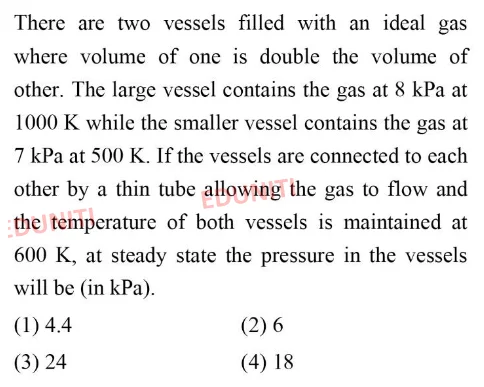 There are two vessels filled with an ideal gas
where volume of one is double the volume of
other. The large vessel contains the gas at 8 kPa at
1000 K while the smaller vessel contains the gas at
7 kPa at 500 K. If the vessels are connected to each
other by a thin tube allowing the gas to flow and
the temperature of both vessels is maintained at
600 K, at steady state the pressure in the vessels
will be (in kPa).
(1) 4.4 (2) 6
(3) 24 (4) 18
EDUNITI
EDUNITI